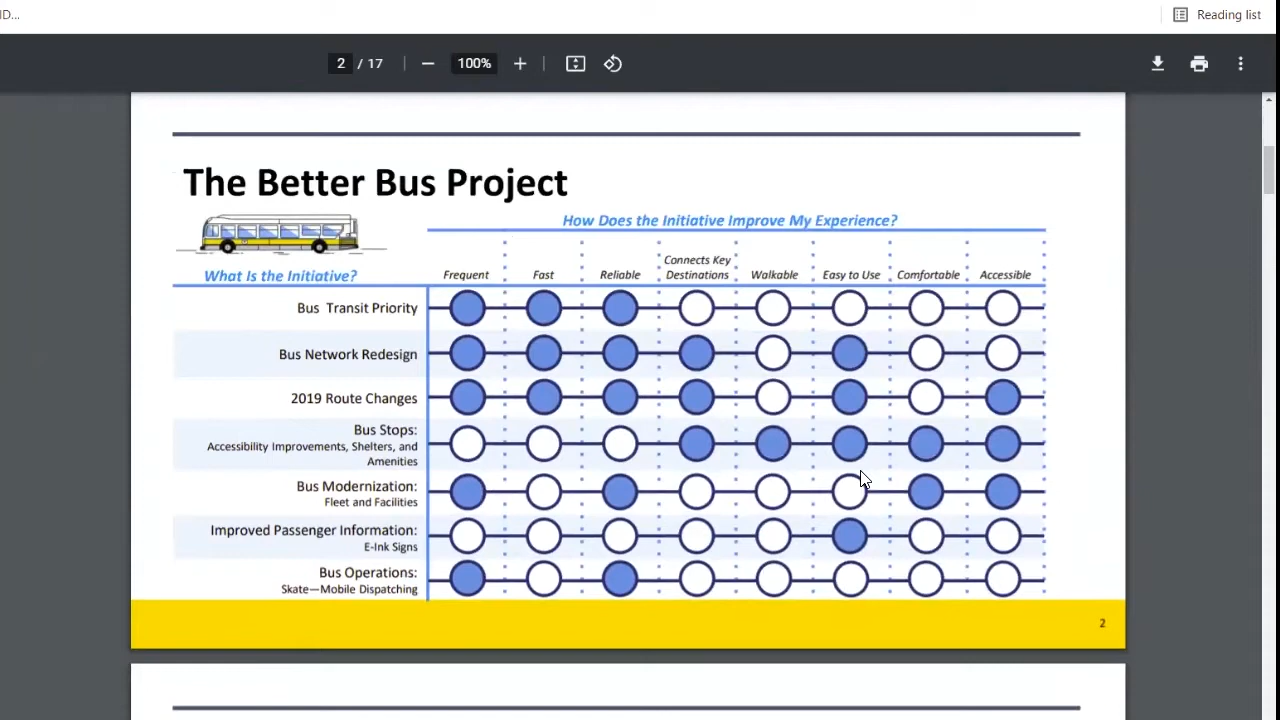 ID...
Reading list
2 / 17
100%
The Better Bus Project
How Does the Initiative Improve My Experience?
What Is the Initiative?
Frequent
Fast
Reliable
Connects Key
Destinations
Walkable
Easy to Use
Comfortable
Accessible
Bus Transit Priority
Bus Network Redesign
2019 Route Changes
Bus Stops:
Accessibility Improvements, Shelters, and
Amenities
Bus Modernization:
Fleet and Facilities
Improved Passenger Information:
E-Ink Signs
Bus Operations:
Skate—Mobile Dispatching
2